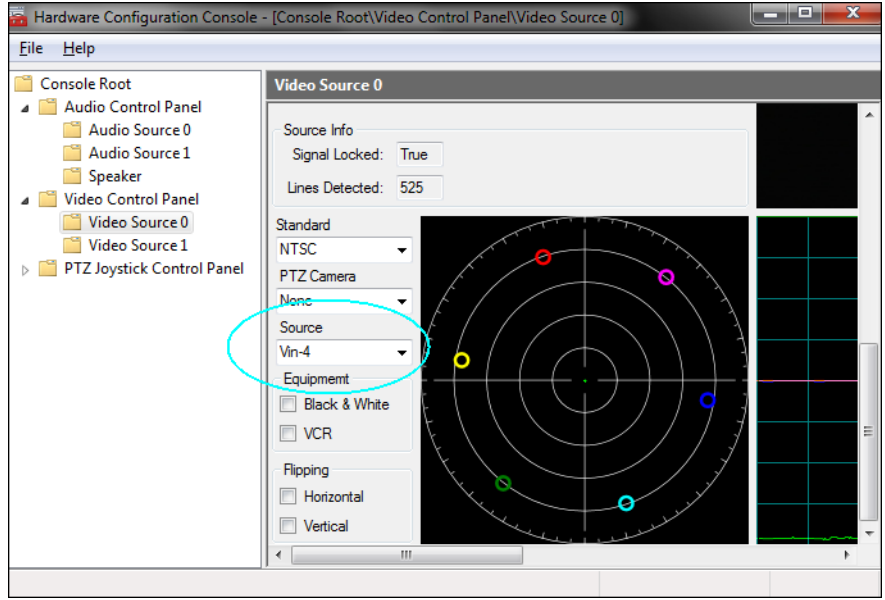 Hardware Configuration Console - [Console Root\Video Control Panel\Video Source 0]
File Help
Console Root
Audio Control Panel
Audio Source 0
Audio Source 1
Speaker
Video Control Panel
Video Source 0
Video Source 1
PTZ Joystick Control Panel
Video Source 0
Source Info
Signal Locked: True
Lines Detected: 525
Standard
NTSC
PTZ Camera
None
Source
Vin-4
Equipmemt
Black & White
VCR
Flipping
Horizontal
Vertical